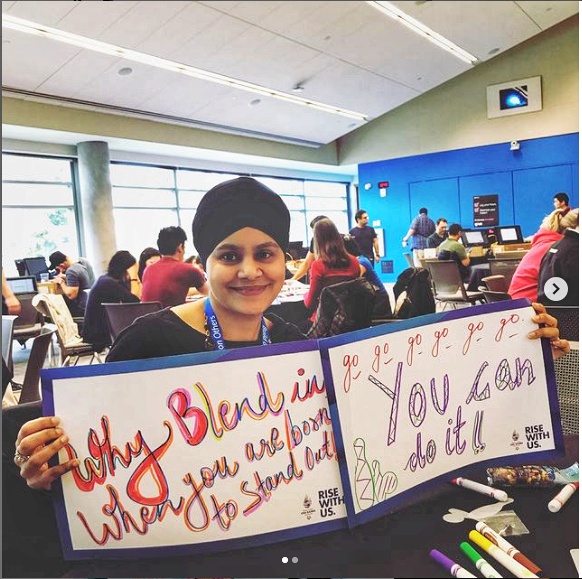 on Others
Why Blend in
When you are born
to Stand Out!
RISE
WITH
US.
go go go go go go
You Can
do it!!
RISE
WITH
US.